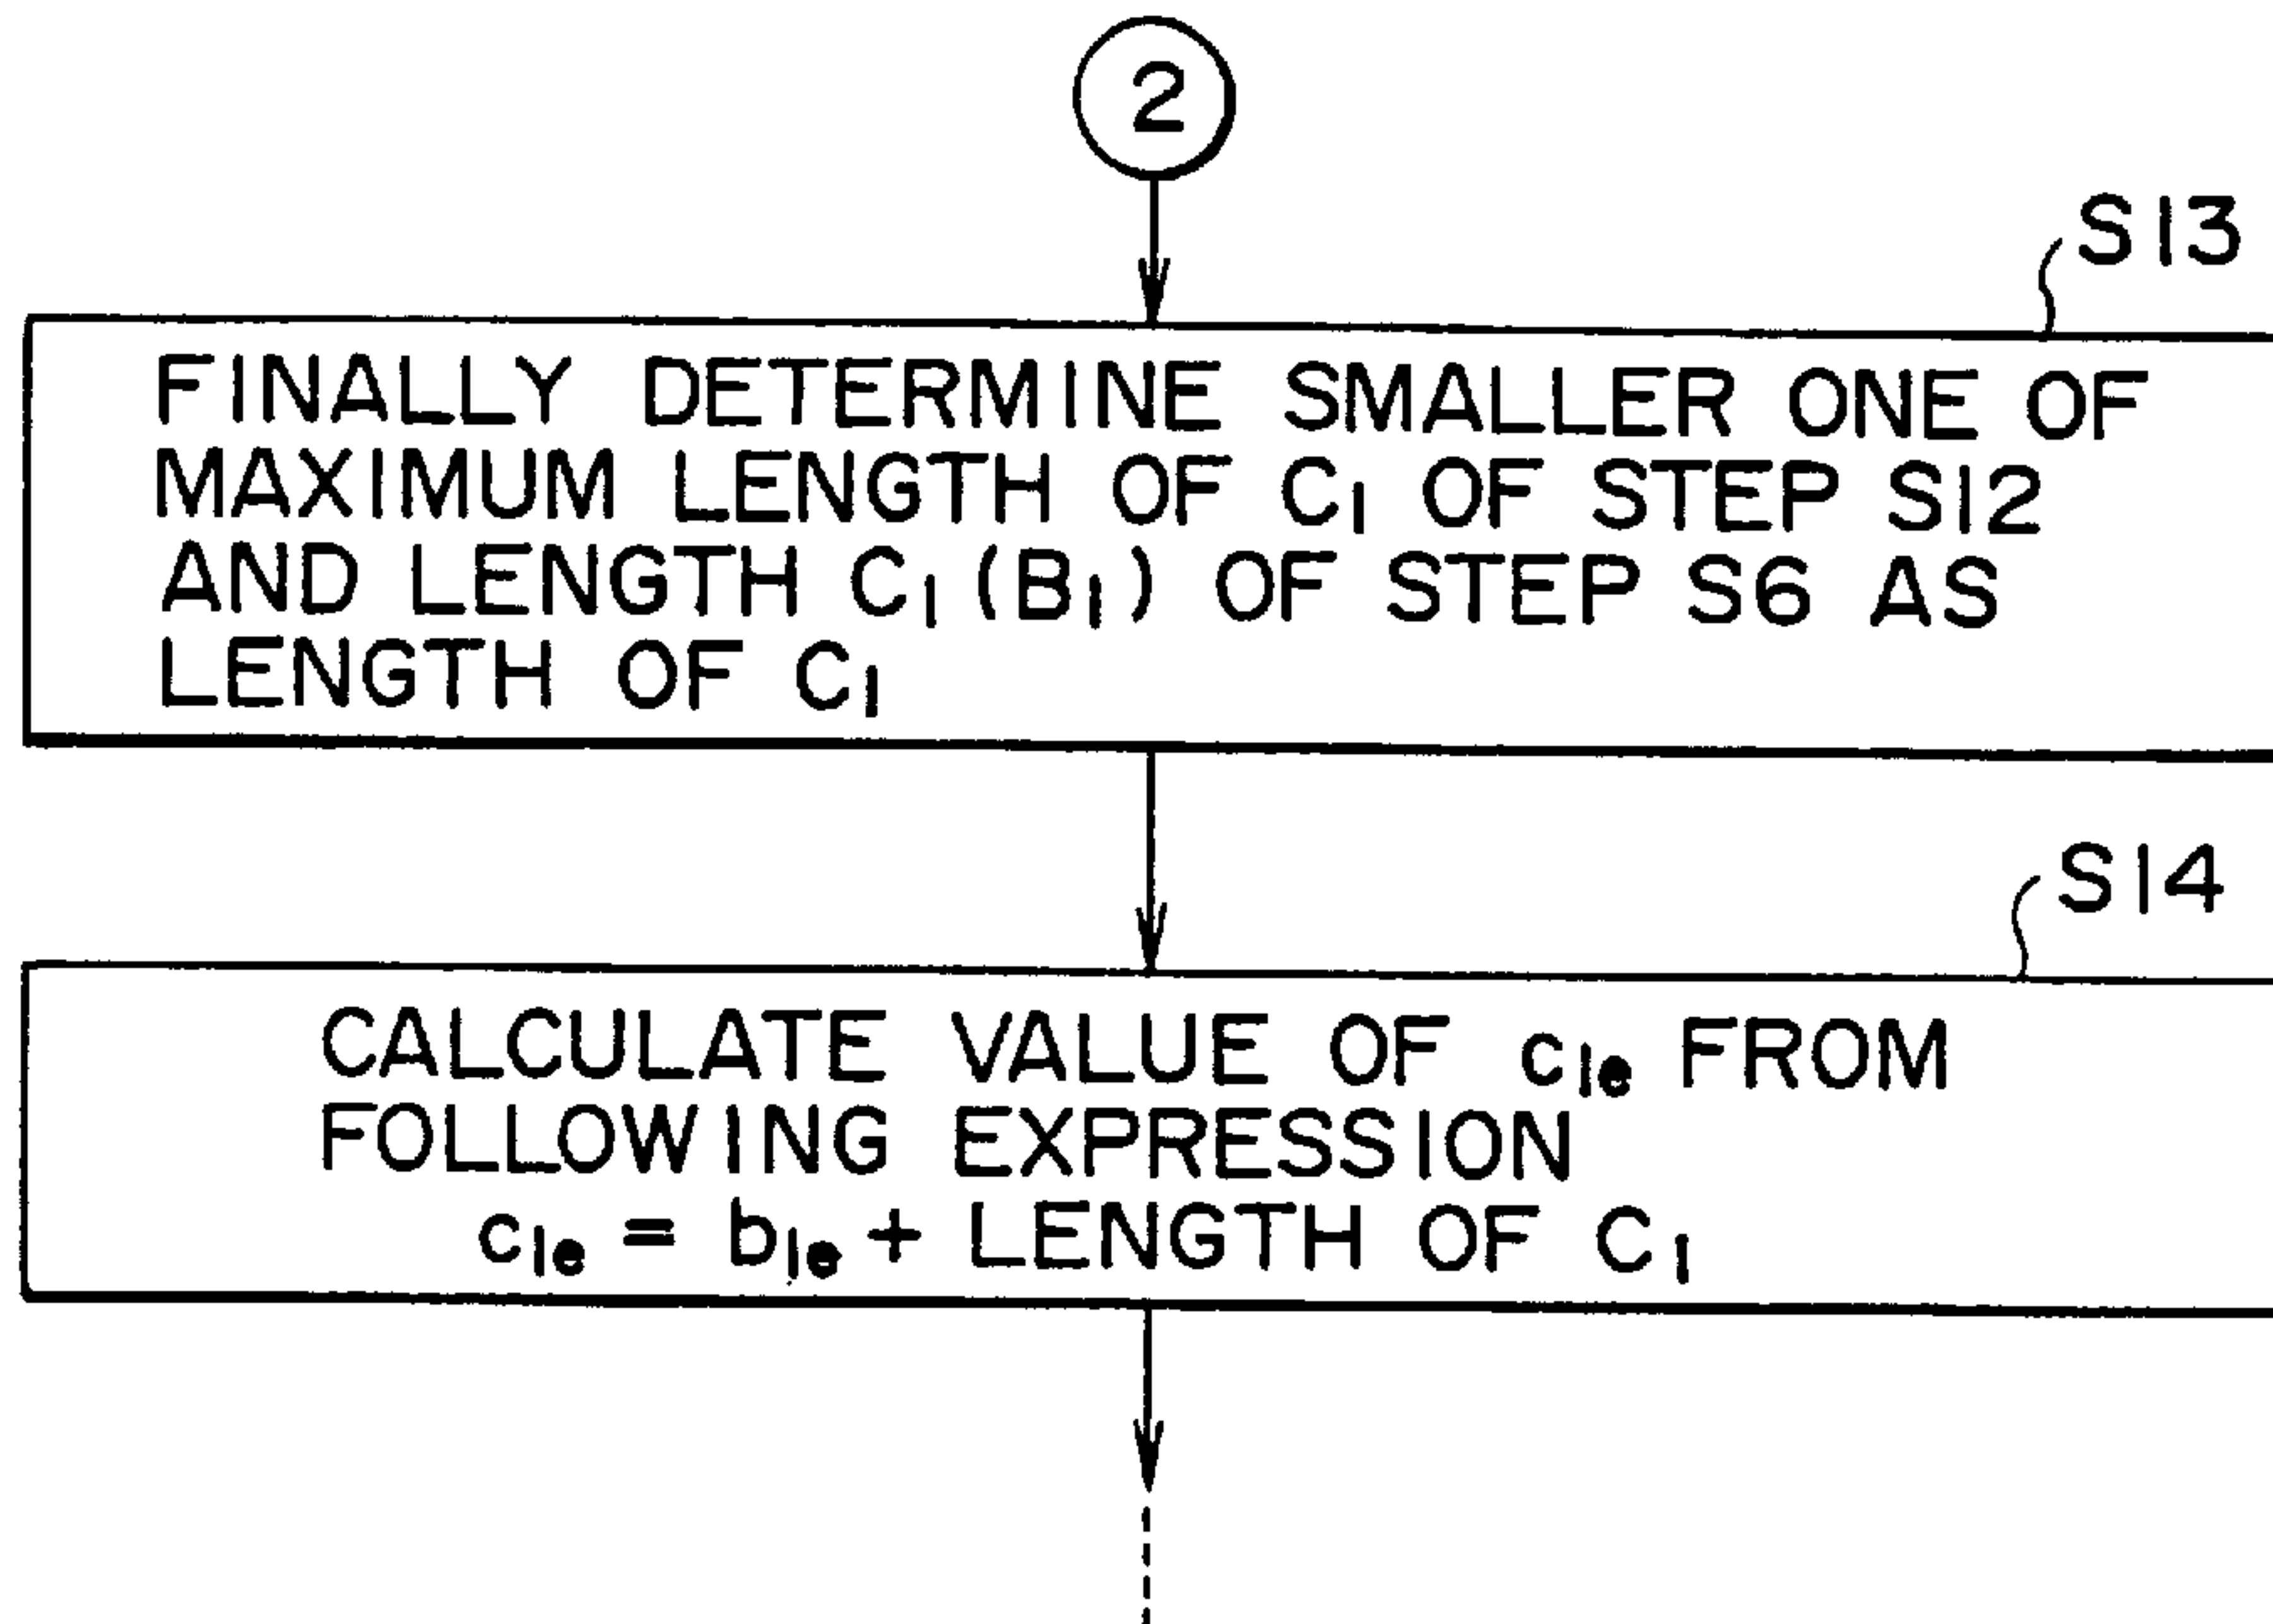 2
S13
FINALLY DETERMINE SMALLER ONE OF
MAXIMUM LENGTH OF C₁ OF STEP S12
AND LENGTH C₁ (B₁) OF STEP S6 AS
LENGTH OF C₁
S14
CALCULATE VALUE OF c₁ₑ FROM
FOLLOWING EXPRESSION
c₁ₑ = b₁ₑ + LENGTH OF C₁